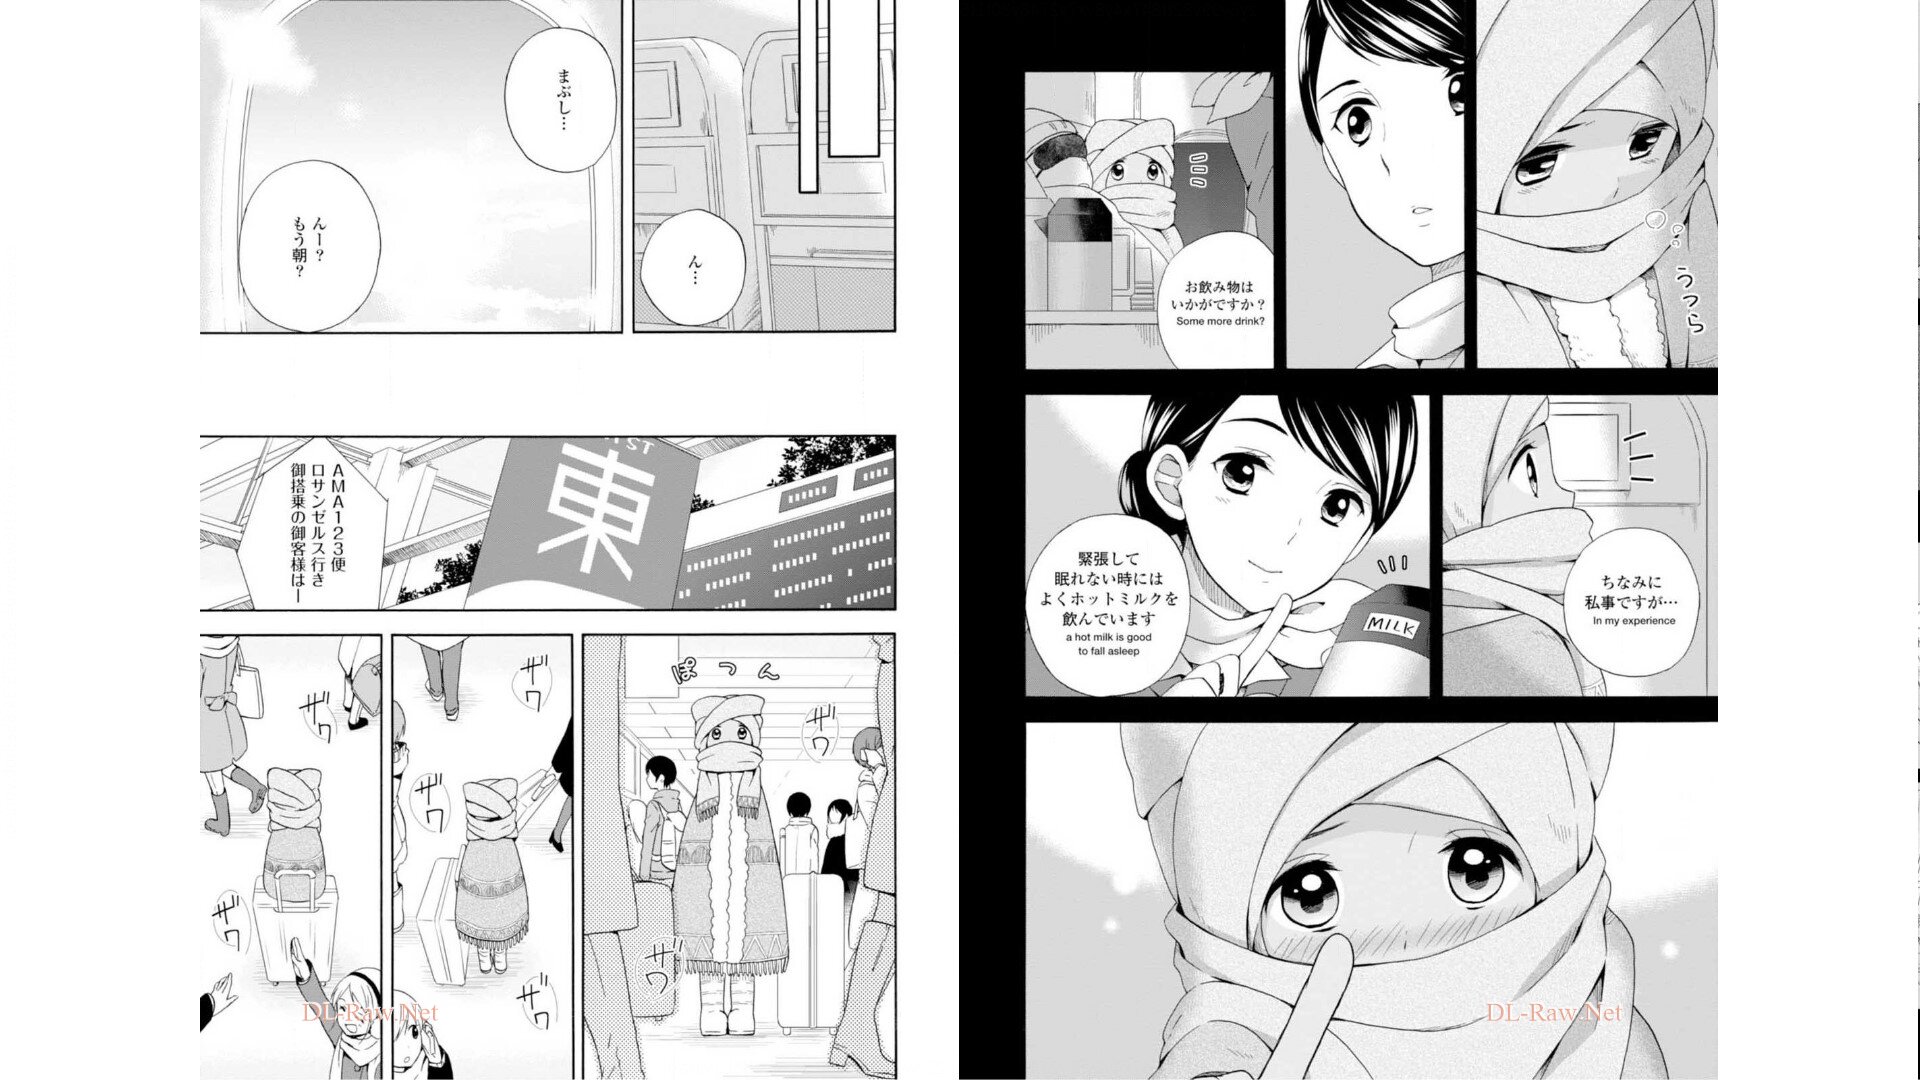 うつら
お飲み物は
いかがですか？
Some more drink?
ちなみに
私事ですが…
In my experience
緊張して
眠れない時には
よくホットミルクを
飲んでいます
a hot milk is good
to fall asleep
MILK
DL-Raw.Net
ん…
まぶし…
んー？
もう朝？
ST
東
AMA123便
ロサンゼルス行き
御搭乗の御客様はー
ぽつん
ザワ
ザワ
ザワ
ザワ
ザワ
ザワ
ザワ
DL-Raw.Net